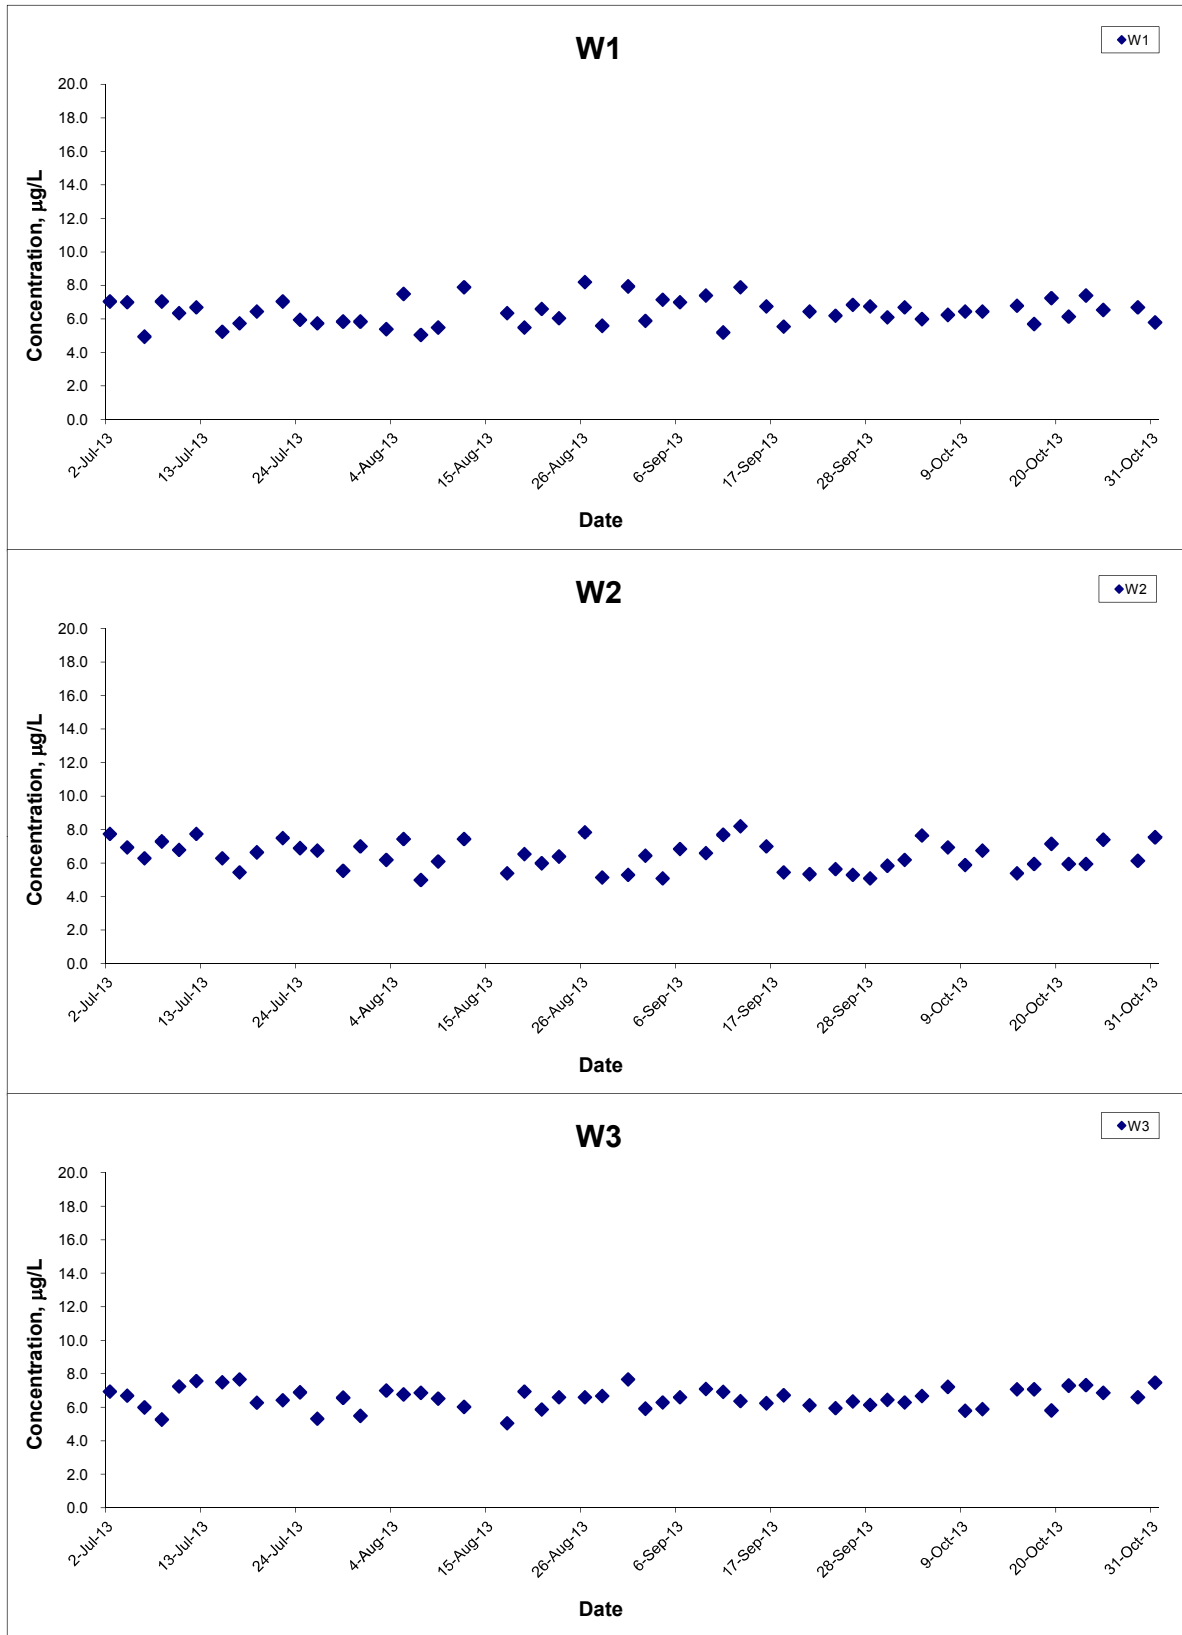 W1
W1
20.0
18.0
16.0
14.0
12.0
10.0
8.0
6.0
4.0
2.0
0.0
Concentration, µg/L
2-Jul-13
13-Jul-13
24-Jul-13
4-Aug-13
15-Aug-13
26-Aug-13
6-Sep-13
17-Sep-13
28-Sep-13
9-Oct-13
20-Oct-13
31-Oct-13
Date
W2
W2
20.0
18.0
16.0
14.0
12.0
10.0
8.0
6.0
4.0
2.0
0.0
Concentration, µg/L
2-Jul-13
13-Jul-13
24-Jul-13
4-Aug-13
15-Aug-13
26-Aug-13
6-Sep-13
17-Sep-13
28-Sep-13
9-Oct-13
20-Oct-13
31-Oct-13
Date
W3
W3
20.0
18.0
16.0
14.0
12.0
10.0
8.0
6.0
4.0
2.0
0.0
Concentration, µg/L
2-Jul-13
13-Jul-13
24-Jul-13
4-Aug-13
15-Aug-13
26-Aug-13
6-Sep-13
17-Sep-13
28-Sep-13
9-Oct-13
20-Oct-13
31-Oct-13
Date